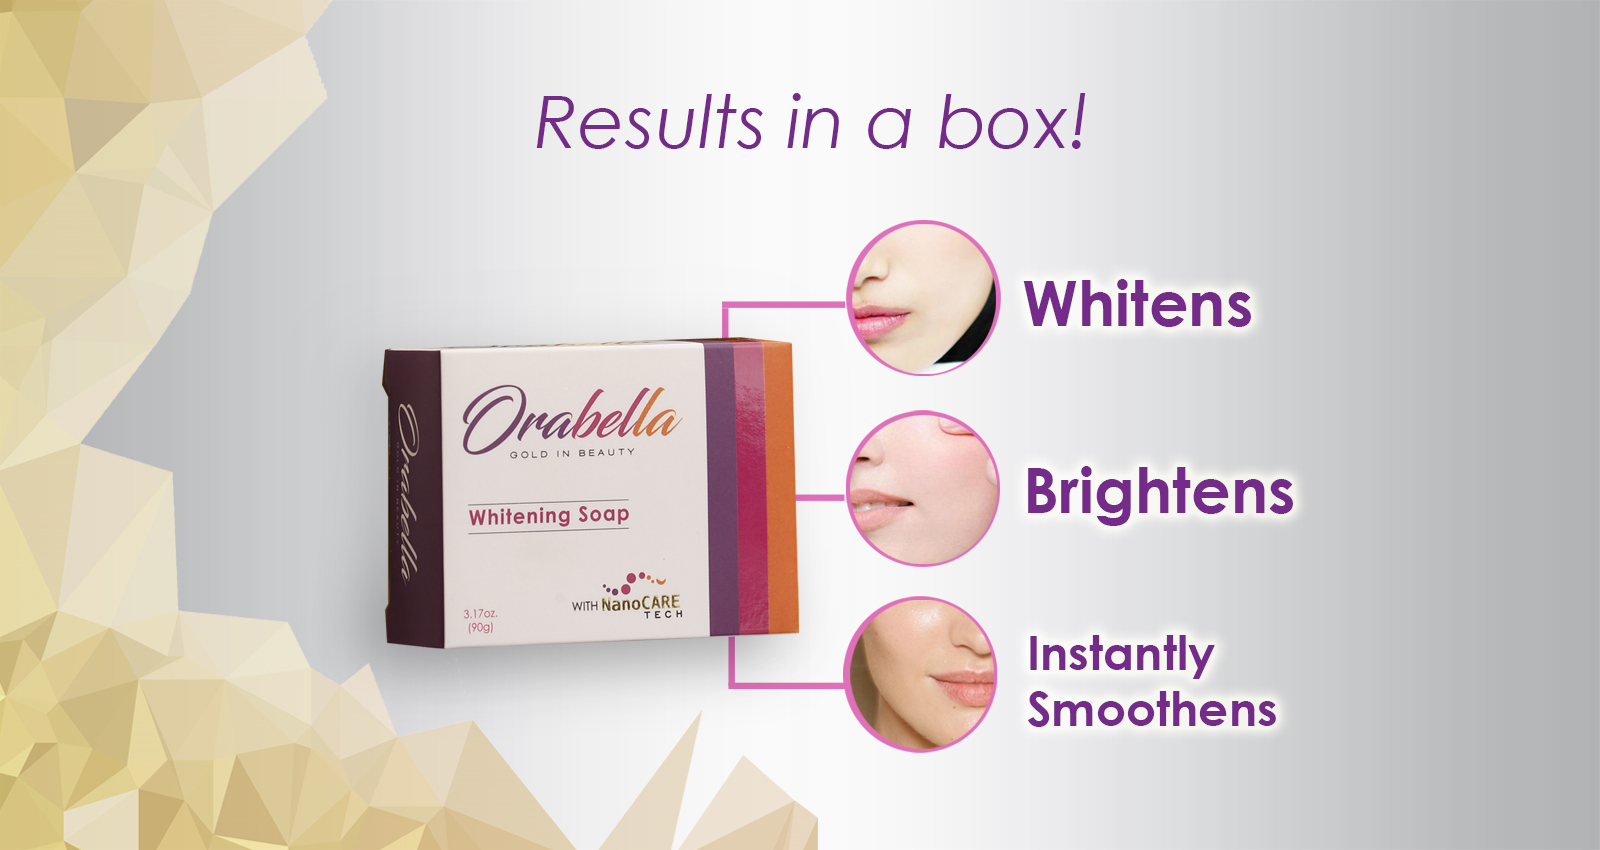 Results in a box!
Whitens
Orabella
GOLD IN BEAUTY
Orabella
Whitening Soap
Brightens
WITH NanoCARE
TECH
3.17oz.
(90g)
Instantly
Smoothens